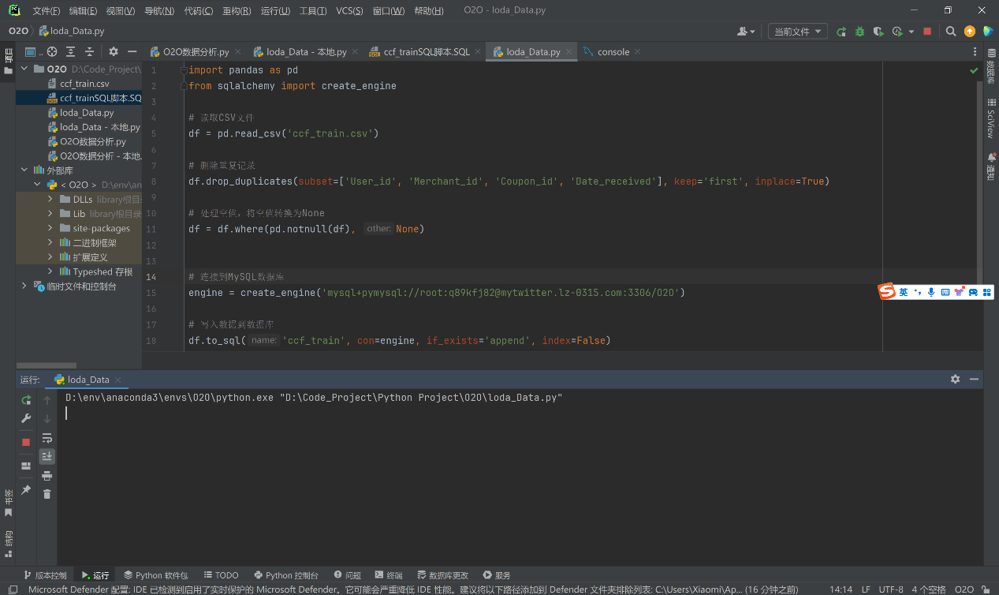 文件(F) 编辑(E) 视图(V) 导航(N) 代码(C) 重构(R) 运行(U) 工具(T) VCS(S) 窗口(W) 帮助(H) O2O - loda_Data.py
O2O loda_Data.py 当前文件
项目
O2O数据分析.py loda_Data - 本地.py ccf_trainSQL脚本.SQL loda_Data.py console
O2O D:\Code_Project\
ccf_train.csv
ccf_trainSQL脚本.SQ
loda_Data.py
loda_Data - 本地.py
O2O数据分析.py
O2O数据分析 - 本地.
外部库
< O2O > D:\env\an
DLLs library根目
Lib library根目录
site-packages
二进制框架
扩展定义
Typeshed 存根
临时文件和控制台
1 import pandas as pd
2 from sqlalchemy import create_engine
3
4 # 读取CSV文件
5 df = pd.read_csv('ccf_train.csv')
6
7 # 删除重复记录
8 df.drop_duplicates(subset=['User_id', 'Merchant_id', 'Coupon_id', 'Date_received'], keep='first', inplace=True)
9
10 # 处理空值，将空值转换为None
11 df = df.where(pd.notnull(df), other: None)
12
13
14 # 连接到MySQL数据库
15 engine = create_engine('mysql+pymysql://root:q89kfj82@mytwitter.lz-0315.com:3306/O2O')
16
17 # 写入数据到数据库
18 df.to_sql( name: 'ccf_train', con=engine, if_exists='append', index=False)
数据库
SciView
通知
英
运行: loda_Data
D:\env\anaconda3\envs\O2O\python.exe "D:\Code_Project\Python Project\O2O\loda_Data.py"
书签
结构
版本控制 运行 Python 软件包 TODO Python 控制台 问题 终端 数据库更改 服务
Microsoft Defender 配置: IDE 已检测到启用了实时保护的 Microsoft Defender。它可能会严重降低 IDE 性能。建议将以下路径添加到 Defender 文件夹排除列表: C:\Users\Xiaomi\Ap... (16 分钟之前) 14:14 LF UTF-8 4 个空格 O2O